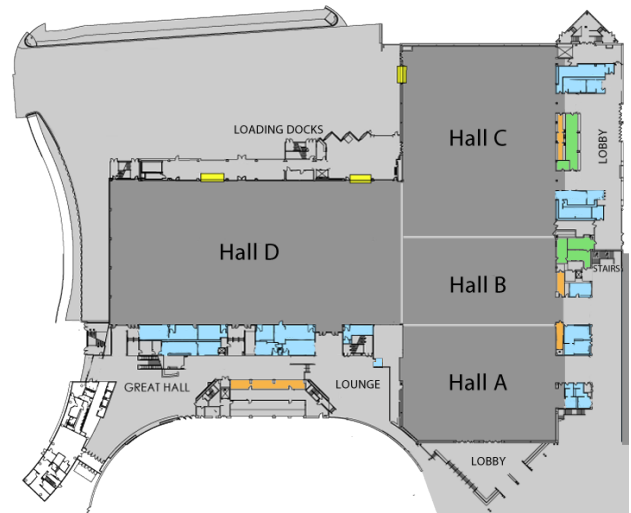 LOADING DOCKS
Hall C
LOBBY
Hall D
STAIRS
Hall B
GREAT HALL
LOUNGE
Hall A
LOBBY